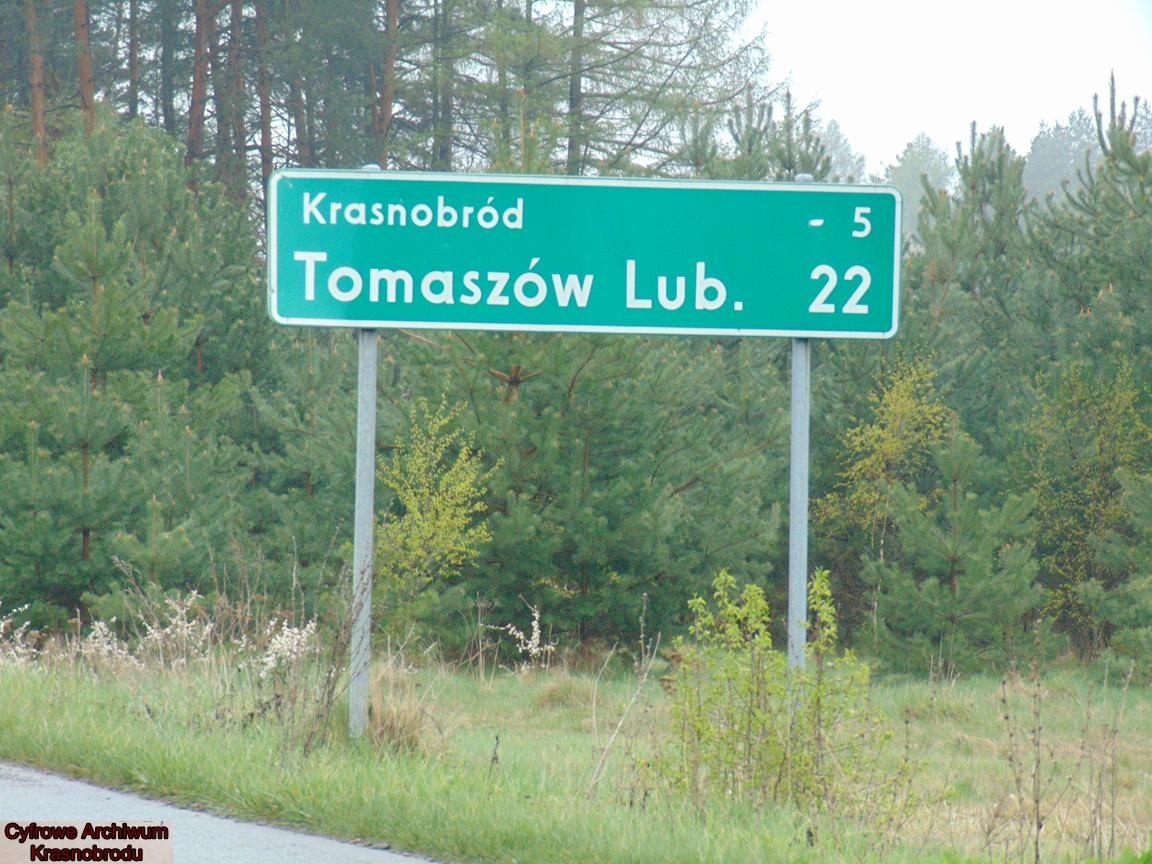 Krasnobród - 5
Tomaszów Lub. 22
Cyfrowe Archiwum
Krasnobrodu